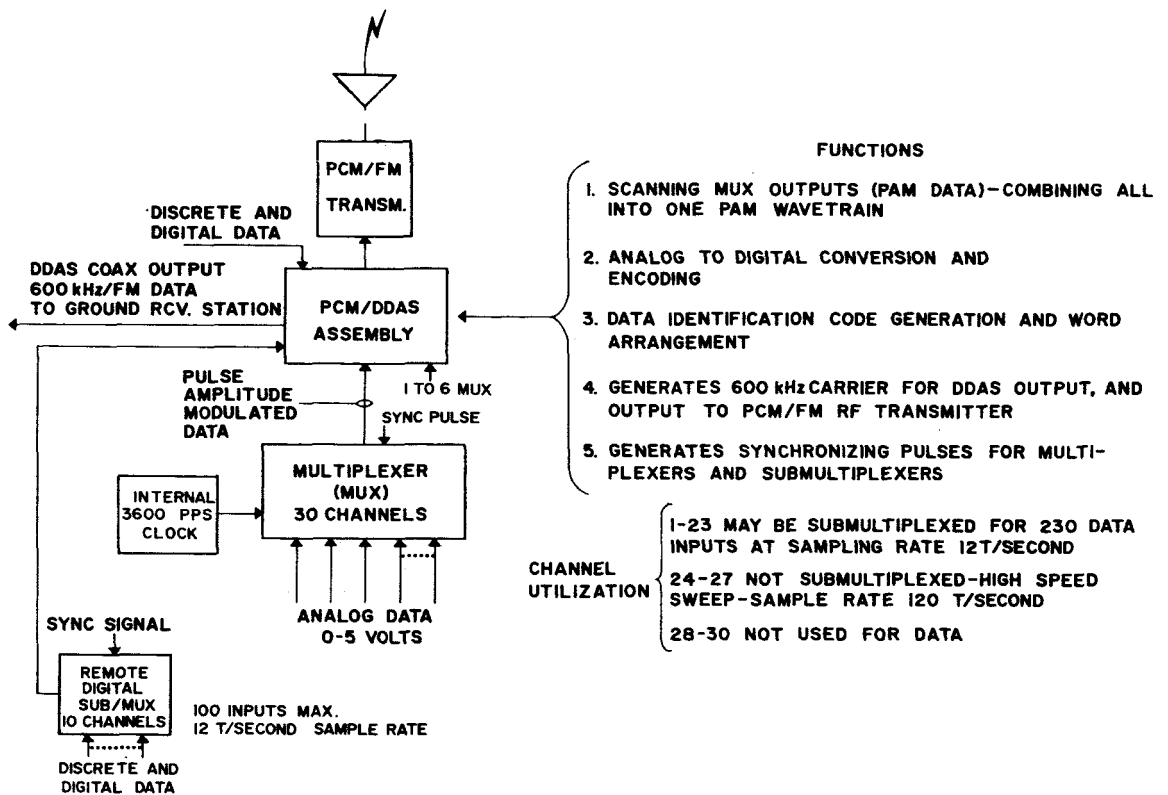 PCM/FM
TRANSM.
DISCRETE AND
DIGITAL DATA
DDAS COAX OUTPUT
600 kHz/FM DATA
TO GROUND RCV. STATION
PCM/DDAS
ASSEMBLY
1 TO 6 MUX
PULSE
AMPLITUDE
MODULATED
DATA
SYNC PULSE
MULTIPLEXER
(MUX)
30 CHANNELS
INTERNAL
3600 PPS
CLOCK
ANALOG DATA
0-5 VOLTS
SYNC SIGNAL
REMOTE
DIGITAL
SUB/MUX
10 CHANNELS
100 INPUTS MAX.
12 T/SECOND SAMPLE RATE
DISCRETE AND
DIGITAL DATA
FUNCTIONS
1. SCANNING MUX OUTPUTS (PAM DATA)-COMBINING ALL
INTO ONE PAM WAVETRAIN
2. ANALOG TO DIGITAL CONVERSION AND
ENCODING
3. DATA IDENTIFICATION CODE GENERATION AND WORD
ARRANGEMENT
4. GENERATES 600 kHz CARRIER FOR DDAS OUTPUT, AND
OUTPUT TO PCM/FM RF TRANSMITTER
5. GENERATES SYNCHRONIZING PULSES FOR MULTI-
PLEXERS AND SUBMULTIPLEXERS
CHANNEL
UTILIZATION
1-23 MAY BE SUBMULTIPLEXED FOR 230 DATA
INPUTS AT SAMPLING RATE 12T/SECOND
24-27 NOT SUBMULTIPLEXED-HIGH SPEED
SWEEP-SAMPLE RATE 120 T/SECOND
28-30 NOT USED FOR DATA